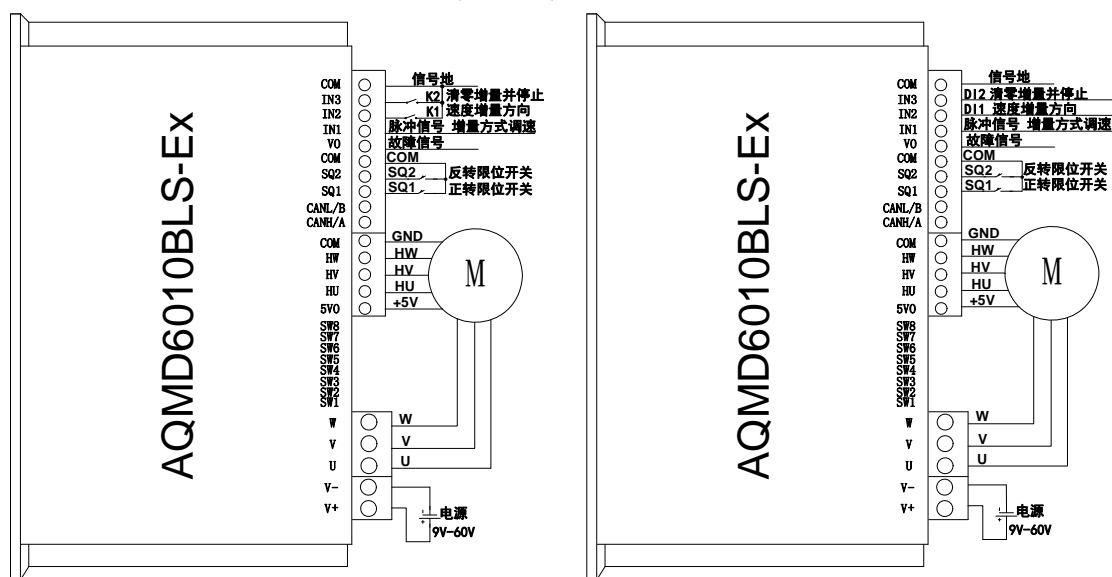 AQMD6010BLS-Ex
COM 信号地
IN3 K2 清零增量并停止
IN2 K1 速度增量方向
IN1 脉冲信号 增量方式调速
VO 故障信号
COM COM
SQ2 SQ2 反转限位开关
SQ1 SQ1 正转限位开关
CANL/B
CANH/A
COM GND
HW HW
HV HV
HU HU
5VO +5V
M
SW8
SW7
SW6
SW5
SW4
SW3
SW2
SW1
W W
V V
U U
V-
V+
电源
9V-60V
AQMD6010BLS-Ex
COM 信号地
IN3 DI2 清零增量并停止
IN2 DI1 速度增量方向
IN1 脉冲信号 增量方式调速
VO 故障信号
COM COM
SQ2 SQ2 反转限位开关
SQ1 SQ1 正转限位开关
CANL/B
CANH/A
COM GND
HW HW
HV HV
HU HU
5VO +5V
M
SW8
SW7
SW6
SW5
SW4
SW3
SW2
SW1
W W
V V
U U
V-
V+
电源
9V-60V